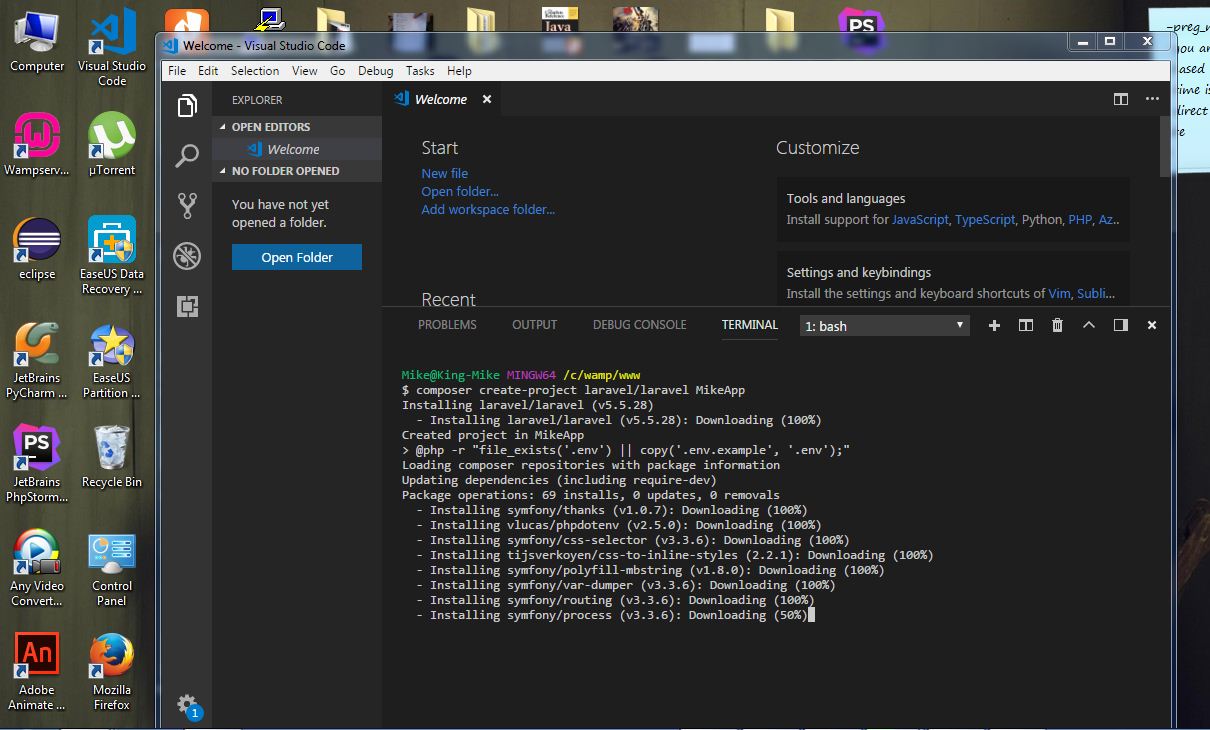 Computer
Visual Studio
Code
Wampserv...
µTorrent
eclipse
EaseUS Data
Recovery ...
JetBrains
PyCharm ...
EaseUS
Partition ...
PS
JetBrains
PhpStorm...
Recycle Bin
Any Video
Convert...
Control
Panel
An
Adobe
Animate ...
Mozilla
Firefox
Java
PS
Welcome - Visual Studio Code
File Edit Selection View Go Debug Tasks Help
EXPLORER
OPEN EDITORS
Welcome
NO FOLDER OPENED
You have not yet
opened a folder.
Open Folder
1
Welcome
Start
New file
Open folder...
Add workspace folder...
Recent
Customize
Tools and languages
Install support for JavaScript, TypeScript, Python, PHP, Az...
Settings and keybindings
Install the settings and keyboard shortcuts of Vim, Subli...
PROBLEMS OUTPUT DEBUG CONSOLE TERMINAL 1: bash
Mike@King-Mike MINGW64 /c/wamp/www
$ composer create-project laravel/laravel MikeApp
Installing laravel/laravel (v5.5.28)
- Installing laravel/laravel (v5.5.28): Downloading (100%)
Created project in MikeApp
> @php -r "file_exists('.env') || copy('.env.example', '.env');"
Loading composer repositories with package information
Updating dependencies (including require-dev)
Package operations: 69 installs, 0 updates, 0 removals
- Installing symfony/thanks (v1.0.7): Downloading (100%)
- Installing vlucas/phpdotenv (v2.5.0): Downloading (100%)
- Installing symfony/css-selector (v3.3.6): Downloading (100%)
- Installing tijsverkoyen/css-to-inline-styles (2.2.1): Downloading (100%)
- Installing symfony/polyfill-mbstring (v1.8.0): Downloading (100%)
- Installing symfony/var-dumper (v3.3.6): Downloading (100%)
- Installing symfony/routing (v3.3.6): Downloading (100%)
- Installing symfony/process (v3.3.6): Downloading (50%)